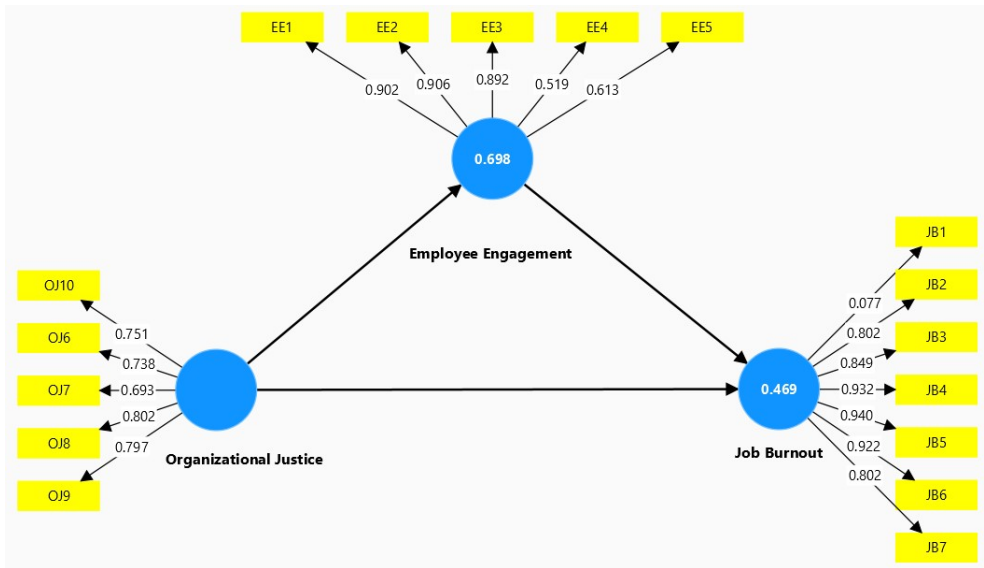 EE1 EE2 EE3 EE4 EE5
0.902 0.906 0.892 0.519 0.613
0.698
Employee Engagement
OJ10
OJ6
OJ7
OJ8
OJ9
0.751
0.738
0.693
0.802
0.797
Organizational Justice
0.469
Job Burnout
0.077
0.802
0.849
0.932
0.940
0.922
0.802
JB1
JB2
JB3
JB4
JB5
JB6
JB7